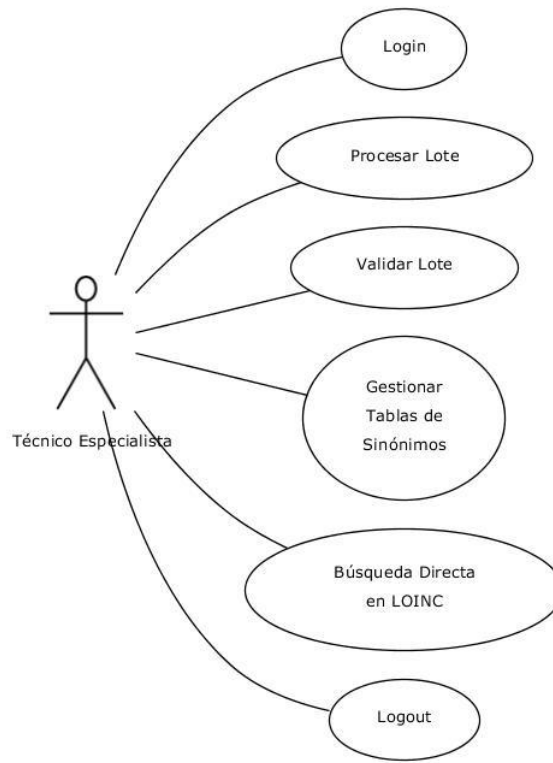 Login
Procesar Lote
Validar Lote
Gestionar
Tablas de
Sinónimos
Técnico Especialista
Búsqueda Directa
en LOINC
Logout